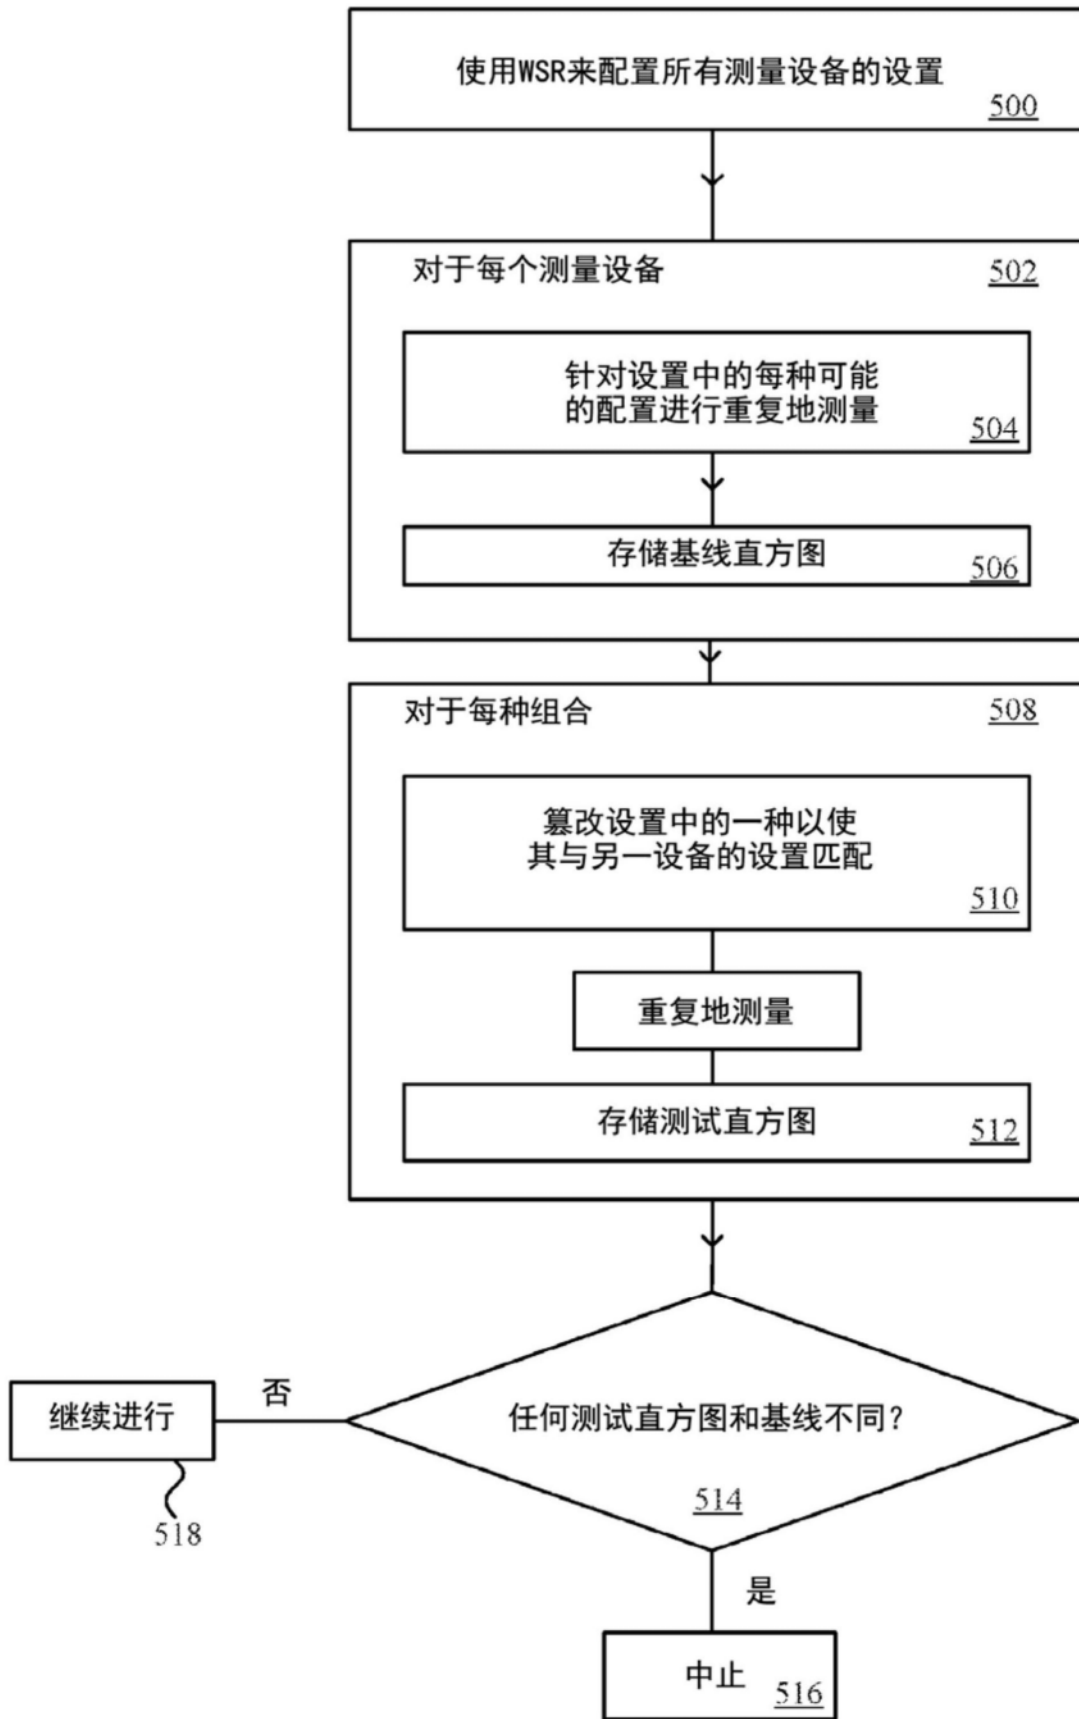 使用WSR来配置所有测量设备的设置
500
对于每个测量设备
502
针对设置中的每种可能
的配置进行重复地测量
504
存储基线直方图
506
对于每种组合
508
篡改设置中的一种以使
其与另一设备的设置匹配
510
重复地测量
存储测试直方图
512
任何测试直方图和基线不同？
514
否
继续进行
518
是
中止
516